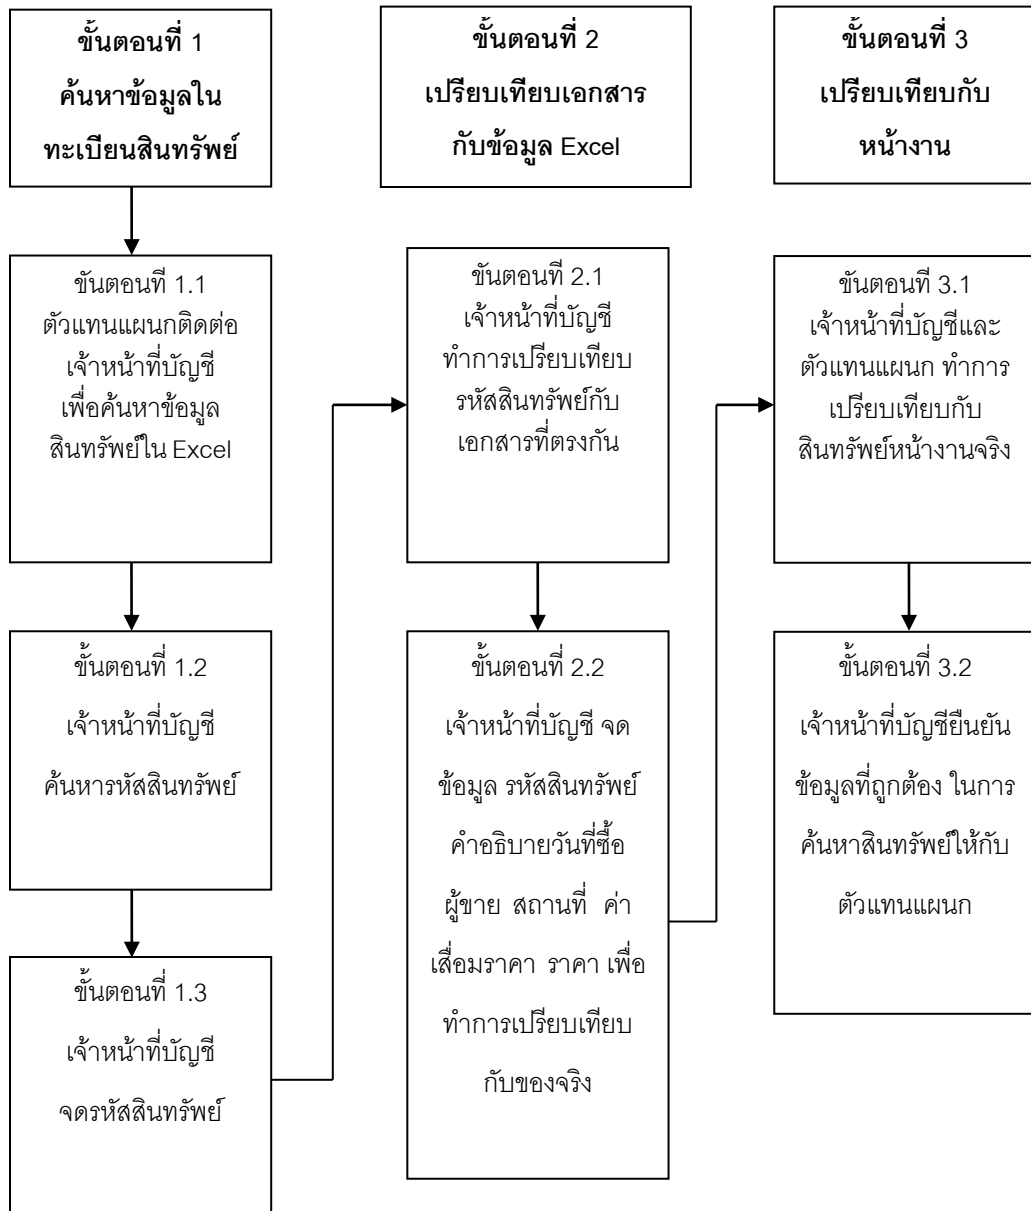 ขั้นตอนที่ 1
ค้นหาข้อมูลใน
ทะเบียนสินทรัพย์
ขั้นตอนที่ 1.1
ตัวแทนแผนกติดต่อ
เจ้าหน้าที่บัญชี
เพื่อค้นหาข้อมูล
สินทรัพย์ใน Excel
ขั้นตอนที่ 1.2
เจ้าหน้าที่บัญชี
ค้นหารหัสสินทรัพย์
ขั้นตอนที่ 1.3
เจ้าหน้าที่บัญชี
จดรหัสสินทรัพย์
ขั้นตอนที่ 2
เปรียบเทียบเอกสาร
กับข้อมูล Excel
ขั้นตอนที่ 2.1
เจ้าหน้าที่บัญชี
ทำการเปรียบเทียบ
รหัสสินทรัพย์กับ
เอกสารที่ตรงกัน
ขั้นตอนที่ 2.2
เจ้าหน้าที่บัญชี จด
ข้อมูล รหัสสินทรัพย์
คำอธิบายวันที่ซื้อ
ผู้ขาย สถานที่ ค่า
เสื่อมราคา ราคา เพื่อ
ทำการเปรียบเทียบ
กับของจริง
ขั้นตอนที่ 3
เปรียบเทียบกับ
หน้างาน
ขั้นตอนที่ 3.1
เจ้าหน้าที่บัญชีและ
ตัวแทนแผนก ทำการ
เปรียบเทียบกับ
สินทรัพย์หน้างานจริง
ขั้นตอนที่ 3.2
เจ้าหน้าที่บัญชียืนยัน
ข้อมูลที่ถูกต้อง ในการ
ค้นหาสินทรัพย์ให้กับ
ตัวแทนแผนก